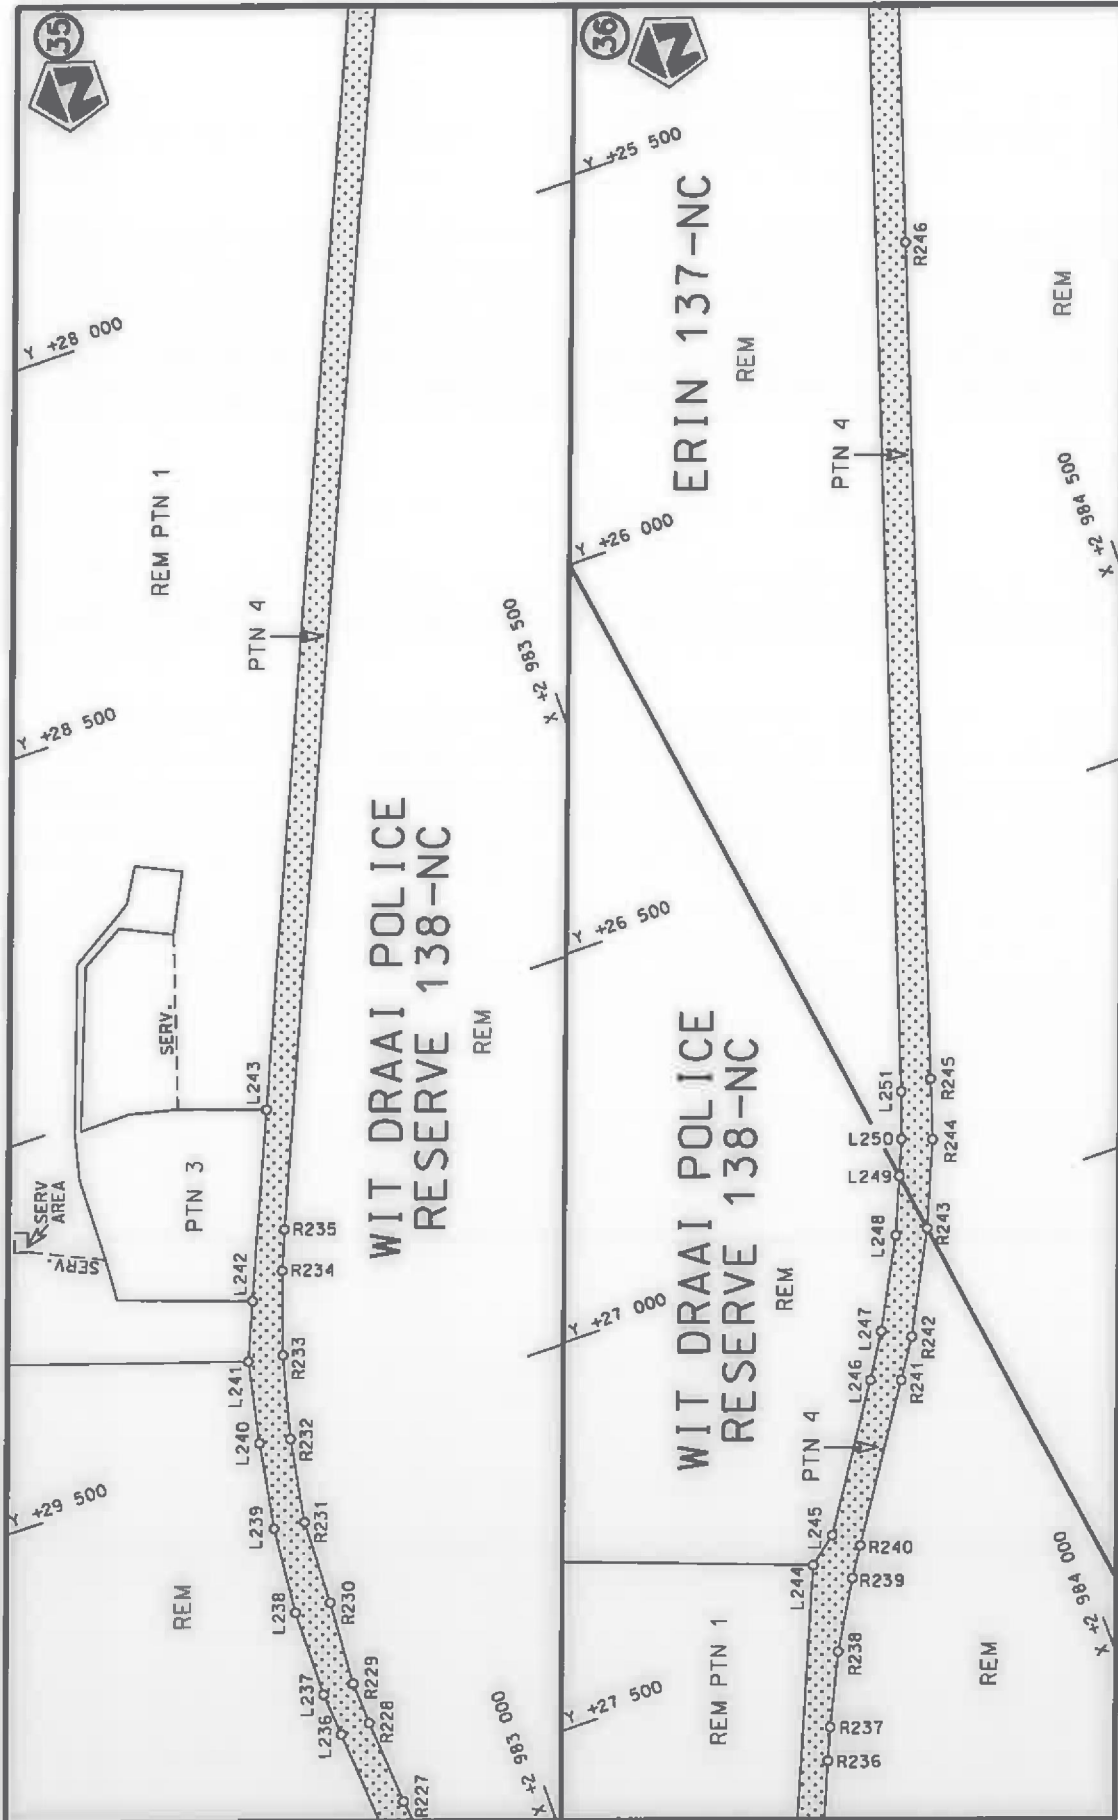 35
N
Y +28 000
REM PTN 1
PTN 4
Y +28 500
X +2 983 500
WIT DRAAI POLICE
RESERVE 138-NC
REM
SERV.
L243
PTN 3
SERV
AREA
SERV.
L242
R235
R234
L241
R233
L240
R232
Y +29 500
L239
R231
REM
L238
R230
L237
R229
L236
R228
R227
X +2 983 000
36
N
Y +25 500
ERIN 137-NC
REM
R246
REM
PTN 4
Y +26 000
X +2 984 500
Y +26 500
WIT DRAAI POLICE
RESERVE 138-NC
REM
L251
R245
L250
R244
L249
L248
R243
Y +27 000
L247
R242
L246
R241
PTN 4
L245
R240
L244
R239
X +2 984 000
R238
REM PTN 1
REM
Y +27 500
R237
R236